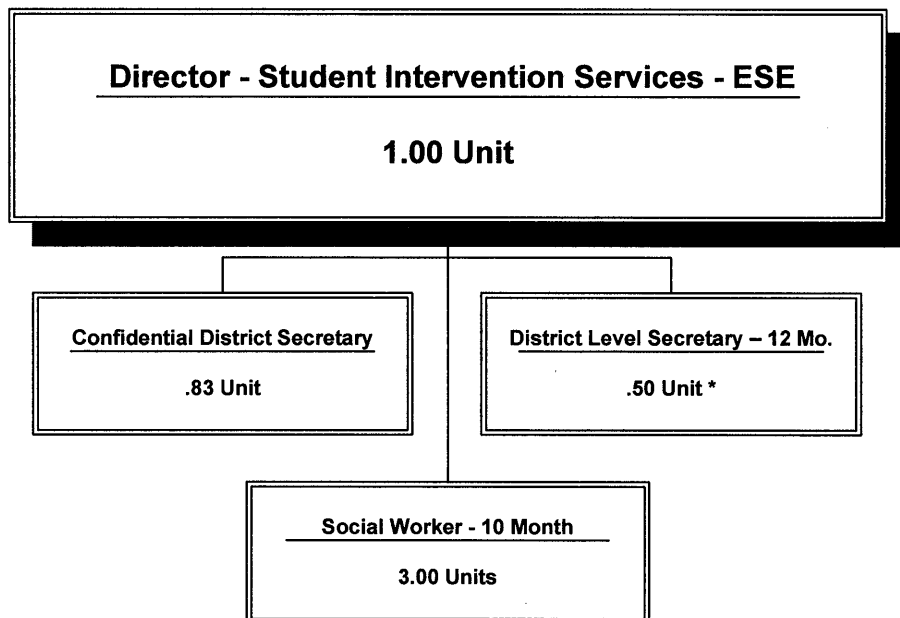 Director - Student Intervention Services - ESE
1.00 Unit
Confidential District Secretary
.83 Unit
District Level Secretary – 12 Mo.
.50 Unit *
Social Worker - 10 Month
3.00 Units